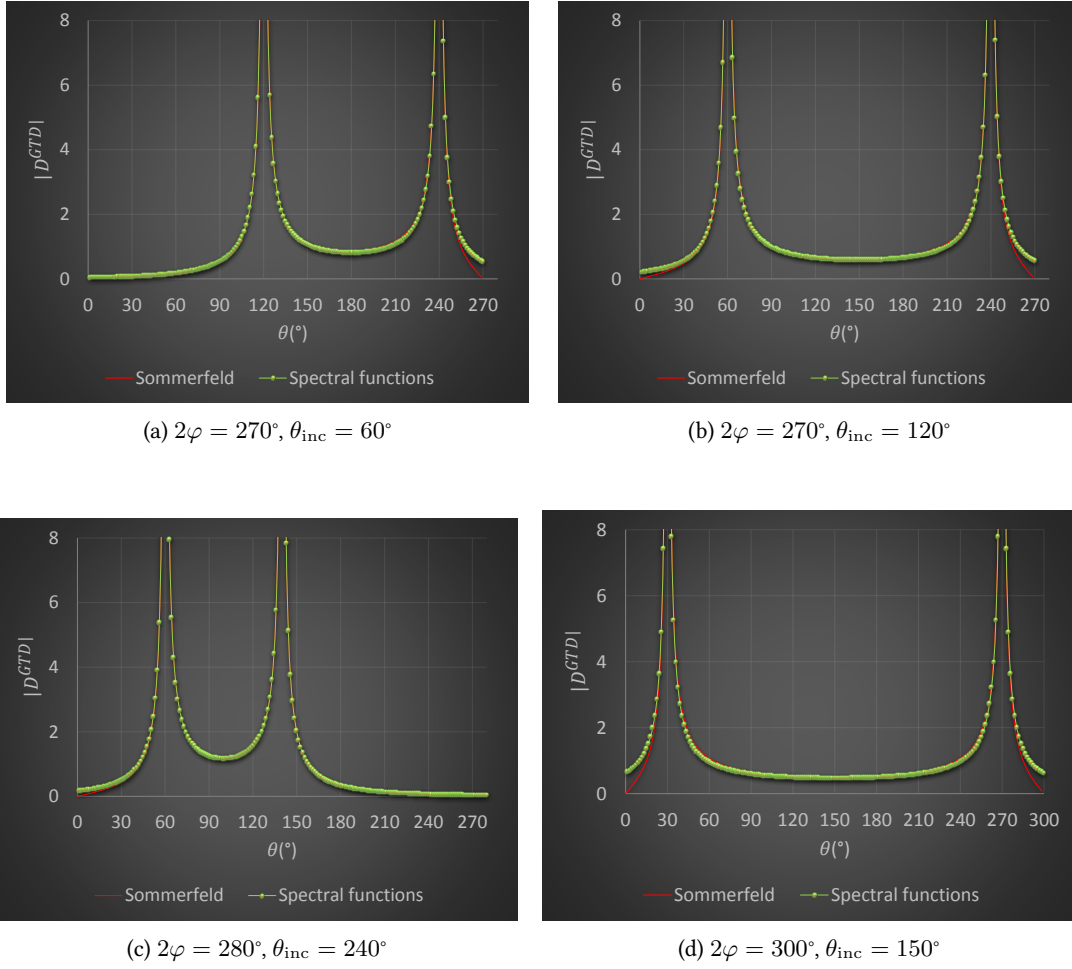 8
6
4
2
0
|D^{GTD}|
0 30 60 90 120 150 180 210 240 270
θ(°)
Sommerfeld Spectral functions
(a) 2φ = 270°, θ_inc = 60°
8
6
4
2
0
|D^{GTD}|
0 30 60 90 120 150 180 210 240 270
θ(°)
Sommerfeld Spectral functions
(b) 2φ = 270°, θ_inc = 120°
8
6
4
2
0
|D^{GTD}|
0 30 60 90 120 150 180 210 240 270
θ(°)
Sommerfeld Spectral functions
(c) 2φ = 280°, θ_inc = 240°
8
6
4
2
0
|D^{GTD}|
0 30 60 90 120 150 180 210 240 270 300
θ(°)
Sommerfeld Spectral functions
(d) 2φ = 300°, θ_inc = 150°